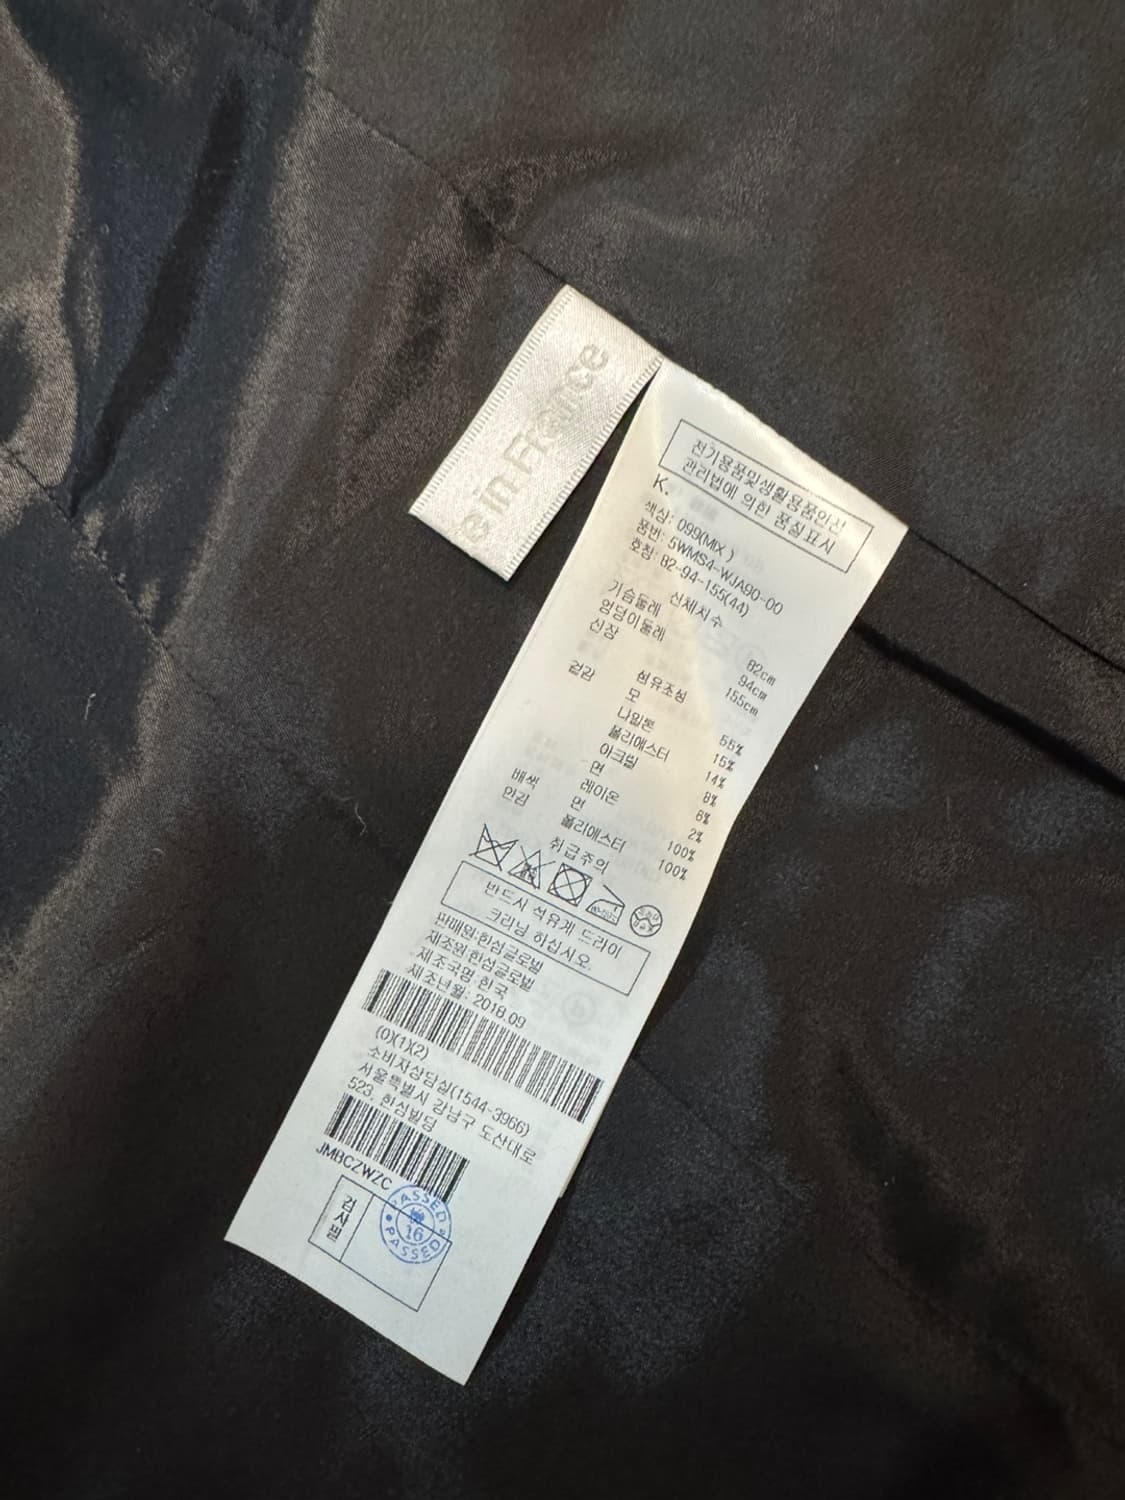 e in France
전기용품및생활용품안전
관리법에 의한 품질표시
K.
색상: 099(MIX )
품번: 5WMS4-WJA90-00
호칭: 82-94-155(44)
신체치수
가슴둘레 82cm
엉덩이둘레 94cm
신장 155cm
섬유조성
겉감 모 55%
나일론 15%
폴리에스터 14%
아크릴 8%
면 6%
레이온 2%
배색 면 100%
안감 폴리에스터 100%
취급주의
반드시 석유계 드라이
크리닝 하십시오.
판매원:한섬글로벌
제조원:한섬글로벌
제조국명:한국
제조년월: 2018.09
(0)(1)(2)
소비자상담실(1544-3966)
서울특별시 강남구 도산대로
523, 한섬빌딩
JMBCZWZC
검사필
PASSED
16
PASSED